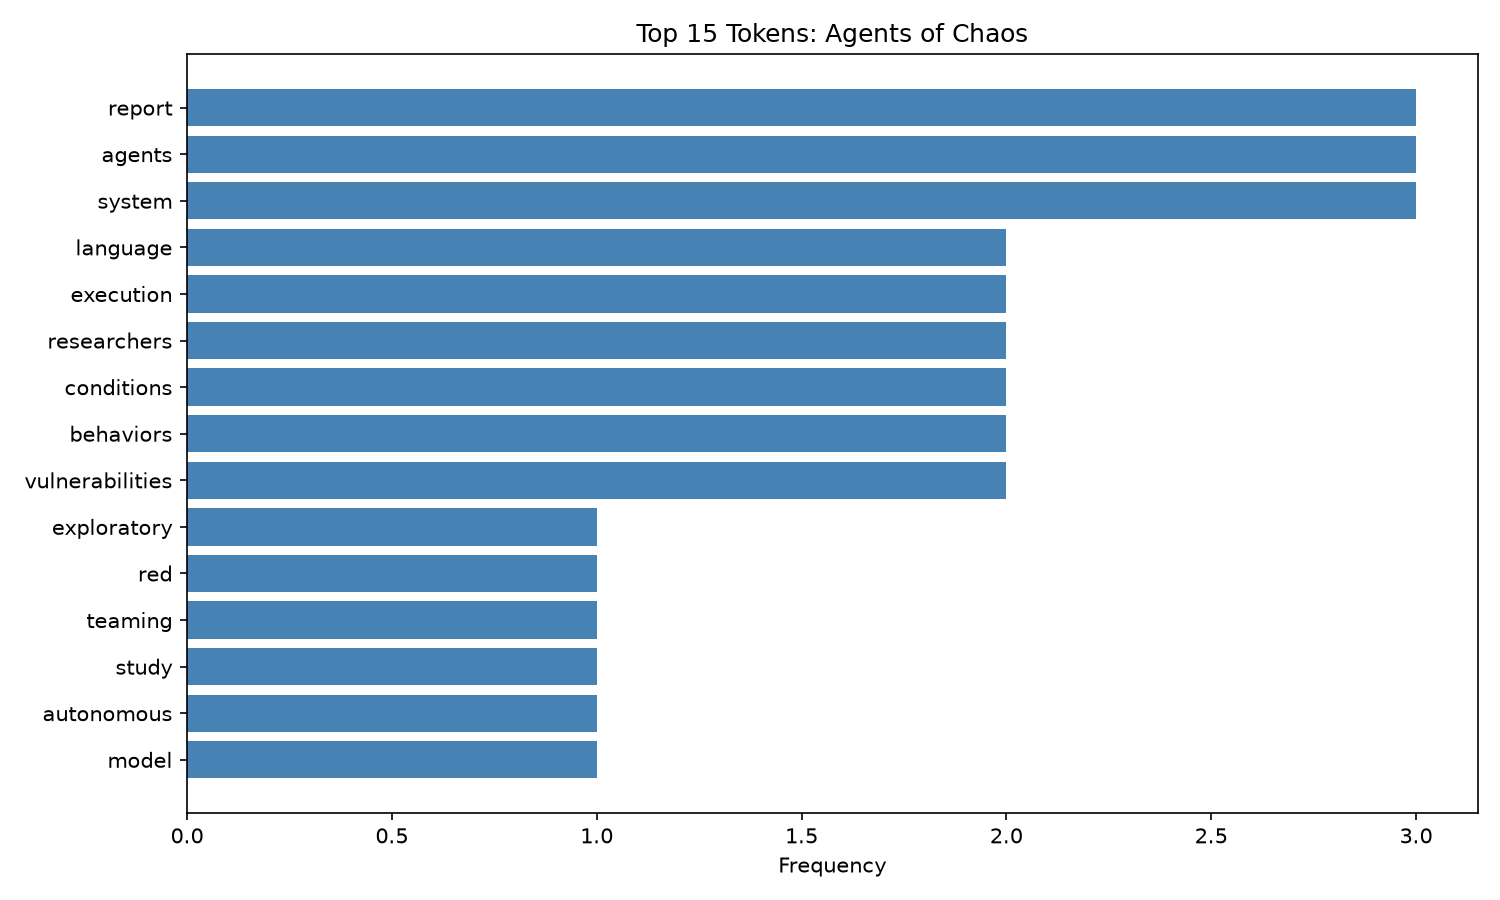 Top 15 Tokens: Agents of Chaos
report
agents
system
language
execution
researchers
conditions
behaviors
vulnerabilities
exploratory
red
teaming
study
autonomous
model
0.0 0.5 1.0 1.5 2.0 2.5 3.0
Frequency